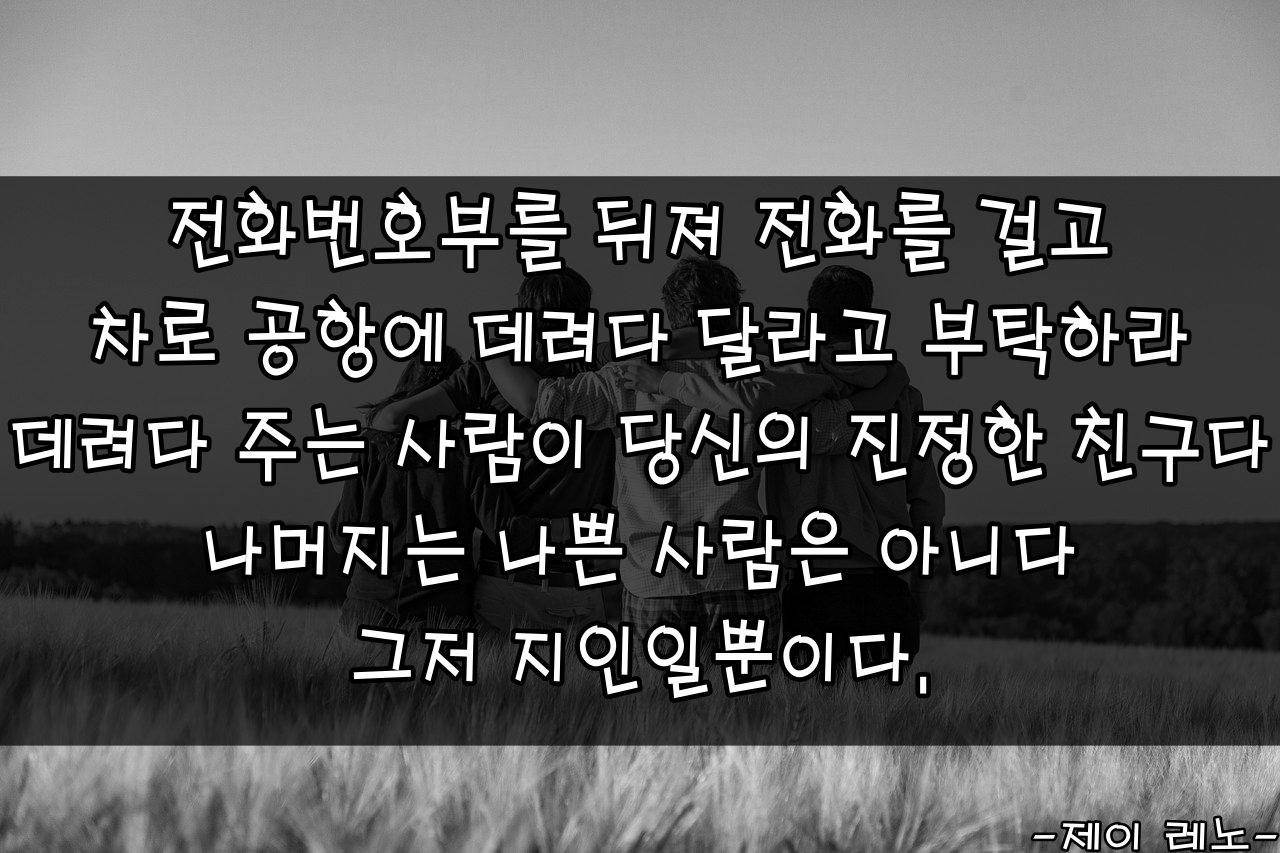 전화번호부를 뒤져 전화를 걸고
차로 공항에 데려다 달라고 부탁하라
데려다 주는 사람이 당신의 진정한 친구다
나머지는 나쁜 사람은 아니다
그저 지인일뿐이다.
-제이 레노-